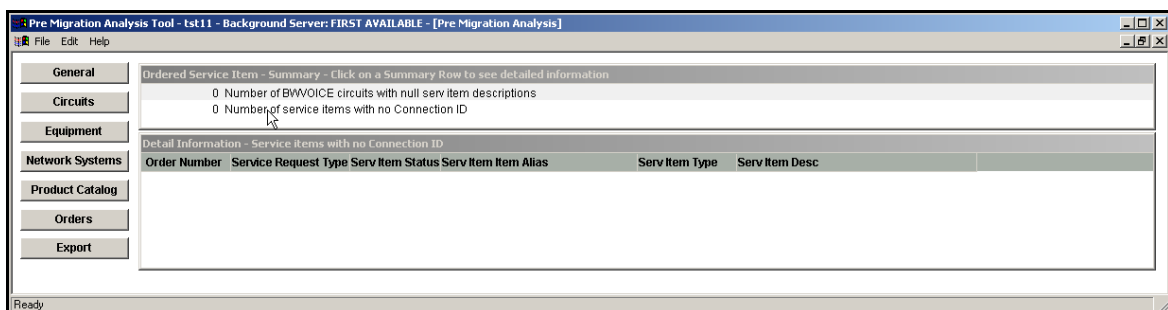 Pre Migration Analysis Tool - tst11 - Background Server: FIRST AVAILABLE - [Pre Migration Analysis]
File Edit Help
General
Circuits
Equipment
Network Systems
Product Catalog
Orders
Export
Ordered Service Item - Summary - Click on a Summary Row to see detailed information
0 Number of BWVOICE circuits with null serv item descriptions
0 Number of service items with no Connection ID
Detail Information - Service items with no Connection ID
Order Number Service Request Type Serv Item Status Serv Item Item Alias Serv Item Type Serv Item Desc
Ready